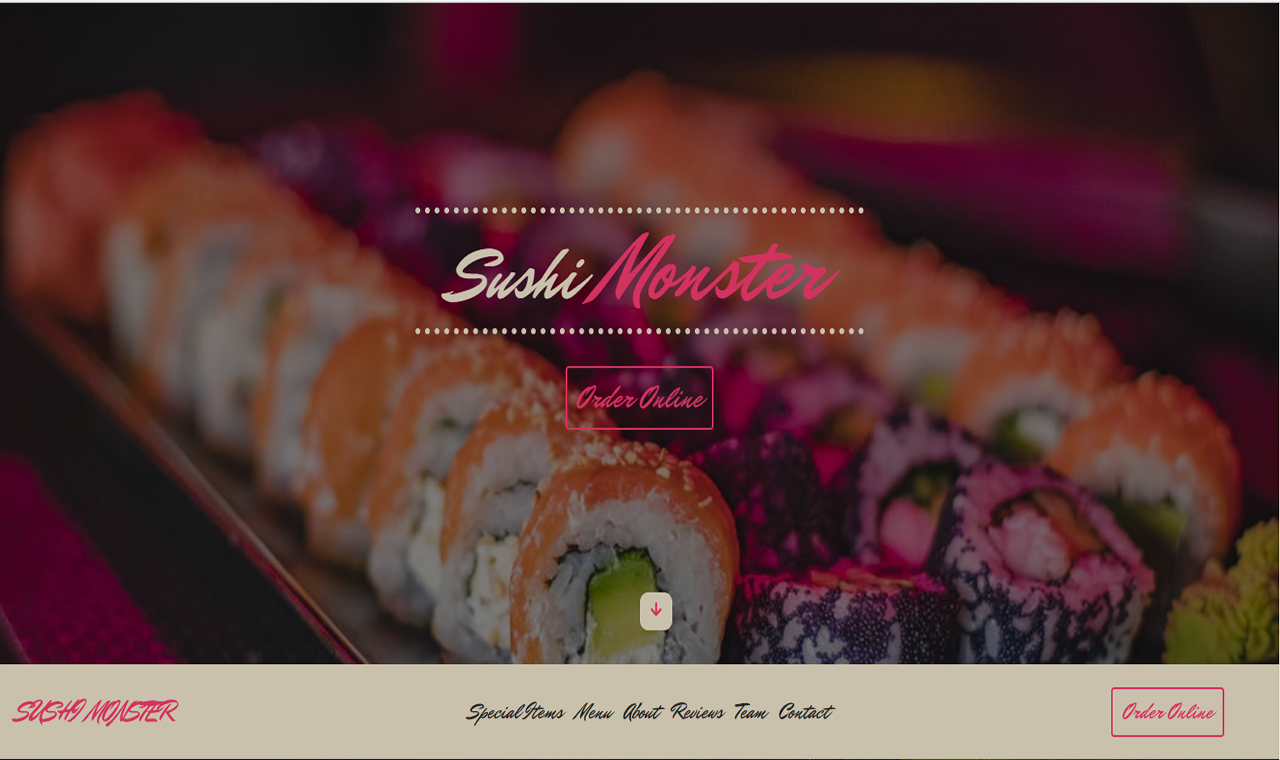 Sushi Monster
Order Online
SUSHI MONSTER
Special Items Menu About Reviews Team Contact
Order Online